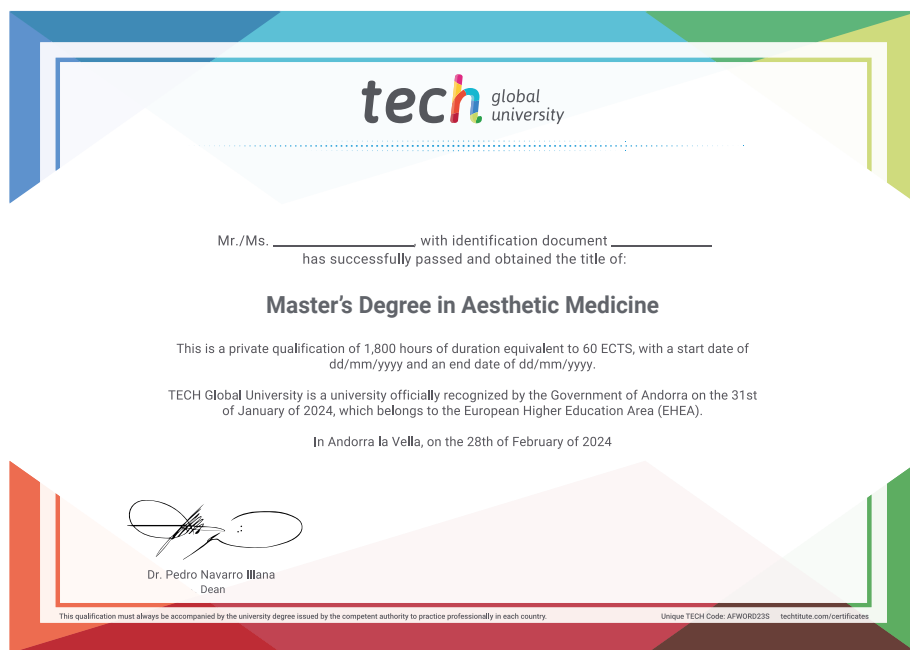 tech global university
Mr./Ms. ____________, with identification document ____________
has successfully passed and obtained the title of:
Master's Degree in Aesthetic Medicine
This is a private qualification of 1,800 hours of duration equivalent to 60 ECTS, with a start date of
dd/mm/yyyy and an end date of dd/mm/yyyy.
TECH Global University is a university officially recognized by the Government of Andorra on the 31st
of January of 2024, which belongs to the European Higher Education Area (EHEA).
In Andorra la Vella, on the 28th of February of 2024
Dr. Pedro Navarro Illana
Dean
This qualification must always be accompanied by the university degree issued by the competent authority to practice professionally in each country.
Unique TECH Code: AFWORD23S techtitute.com/certificates